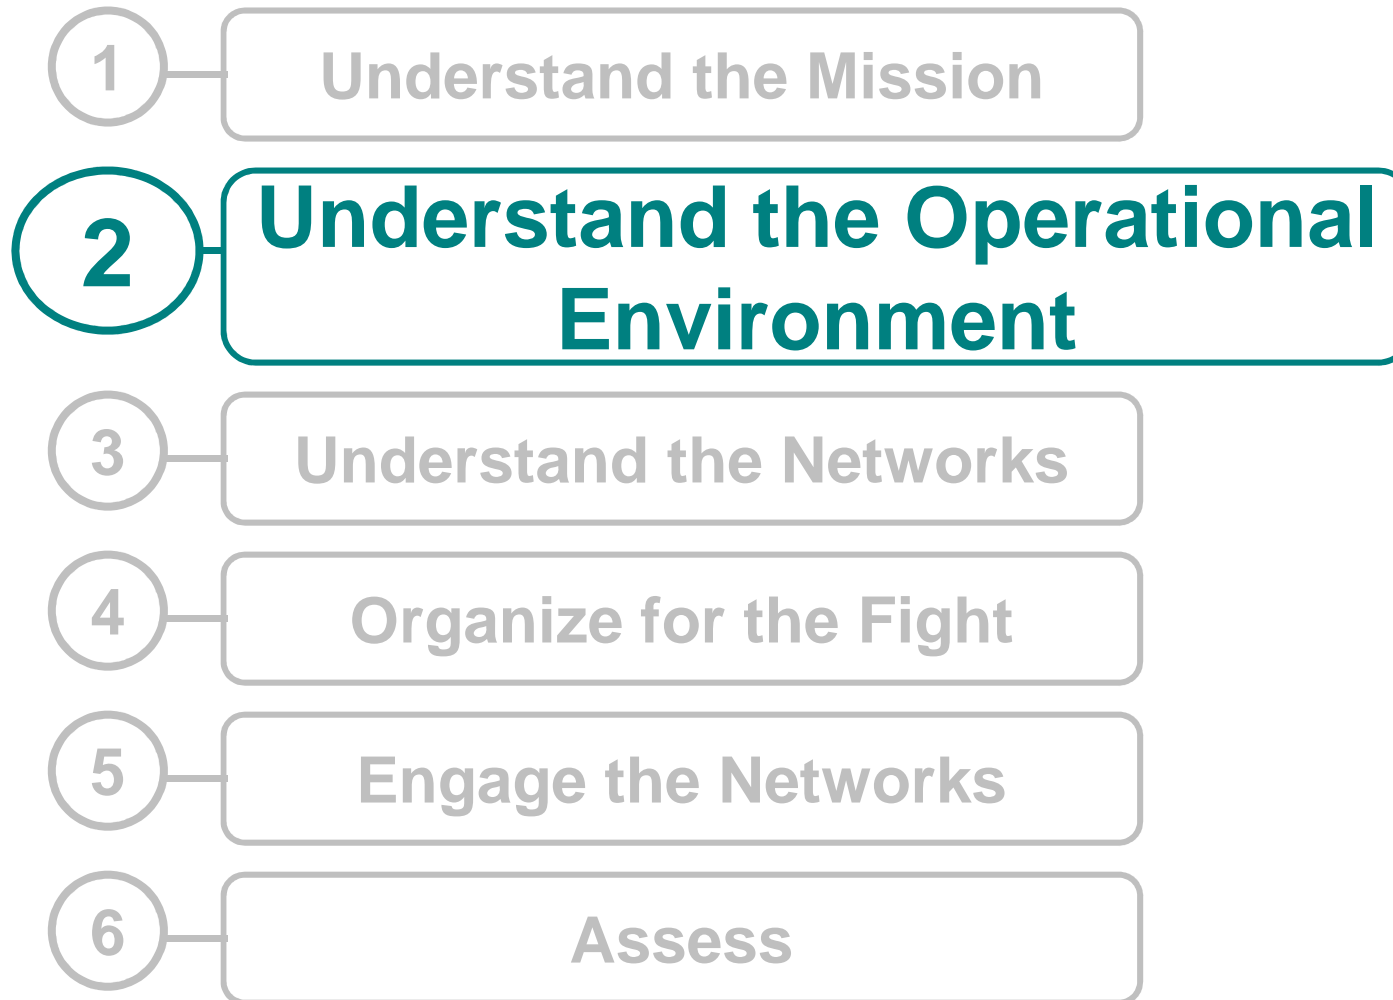 1
Understand the Mission
2
Understand the Operational
Environment
3
Understand the Networks
4
Organize for the Fight
5
Engage the Networks
6
Assess